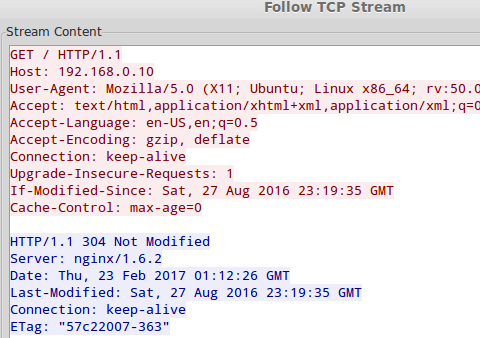 Follow TCP Stream
Stream Content
GET / HTTP/1.1
Host: 192.168.0.10
User-Agent: Mozilla/5.0 (X11; Ubuntu; Linux x86_64; rv:50.0
Accept: text/html,application/xhtml+xml,application/xml;q=0
Accept-Language: en-US,en;q=0.5
Accept-Encoding: gzip, deflate
Connection: keep-alive
Upgrade-Insecure-Requests: 1
If-Modified-Since: Sat, 27 Aug 2016 23:19:35 GMT
Cache-Control: max-age=0
HTTP/1.1 304 Not Modified
Server: nginx/1.6.2
Date: Thu, 23 Feb 2017 01:12:26 GMT
Last-Modified: Sat, 27 Aug 2016 23:19:35 GMT
Connection: keep-alive
ETag: "57c22007-363"